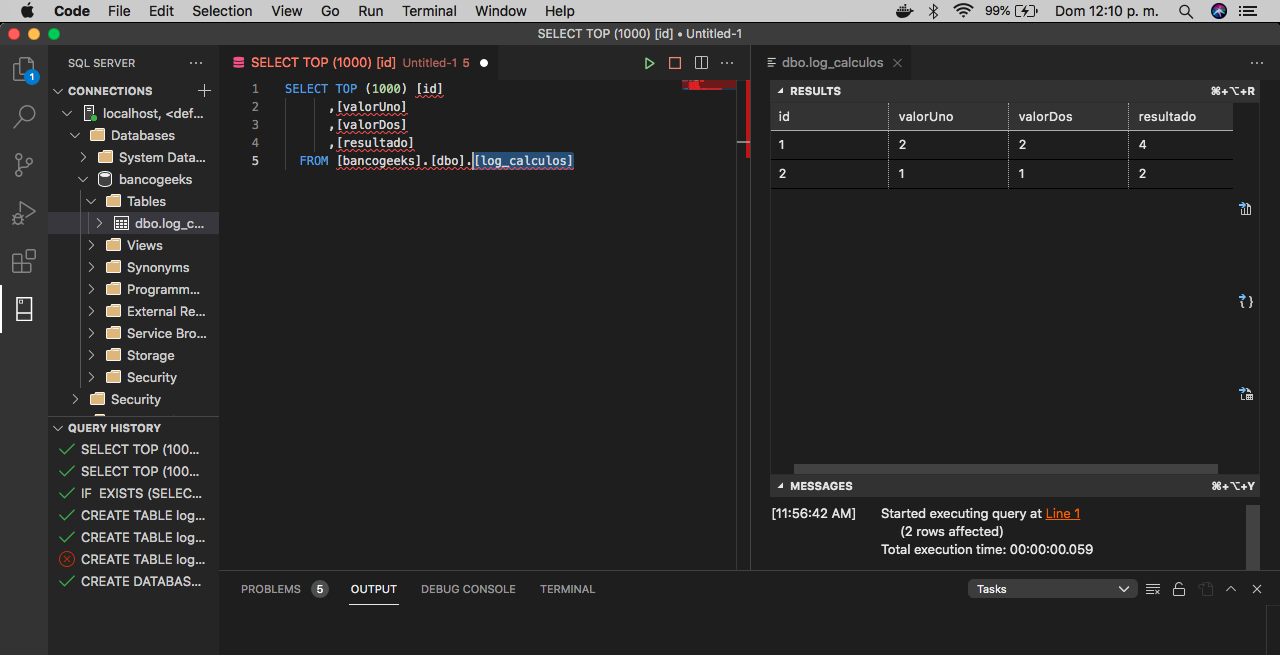 Code File Edit Selection View Go Run Terminal Window Help 99% Dom 12:10 p. m.
SELECT TOP (1000) [id] • Untitled-1
1
SQL SERVER ...
CONNECTIONS
localhost, <def...
Databases
System Data...
bancogeeks
Tables
dbo.log_c...
Views
Synonyms
Programm...
External Re...
Service Bro...
Storage
Security
Security
QUERY HISTORY
SELECT TOP (100...
SELECT TOP (100...
IF EXISTS (SELEC...
CREATE TABLE log...
CREATE TABLE log...
CREATE TABLE log...
CREATE DATABAS...
SELECT TOP (1000) [id] Untitled-1 5
1 SELECT TOP (1000) [id]
2 ,[valorUno]
3 ,[valorDos]
4 ,[resultado]
5 FROM [bancogeeks].[dbo].[log_calculos]
dbo.log_calculos
RESULTS ⌘+⌥+R
id valorUno valorDos resultado
1 2 2 4
2 1 1 2
MESSAGES ⌘+⌥+Y
[11:56:42 AM] Started executing query at Line 1
(2 rows affected)
Total execution time: 00:00:00.059
PROBLEMS 5 OUTPUT DEBUG CONSOLE TERMINAL Tasks